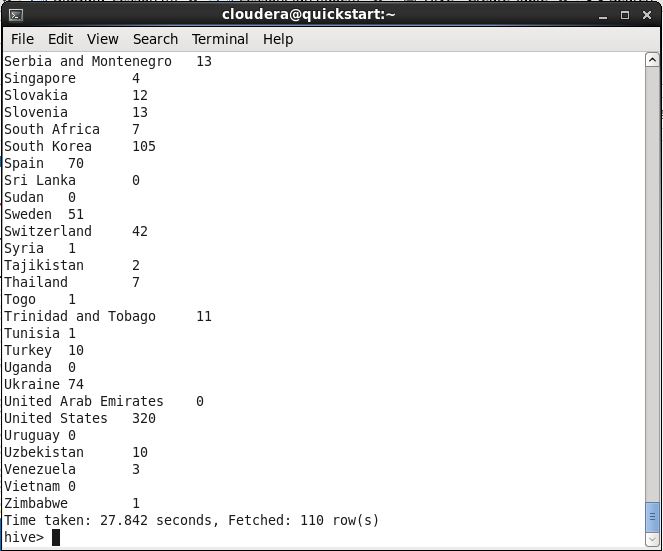 cloudera@quickstart:~
File Edit View Search Terminal Help
Serbia and Montenegro 13
Singapore 4
Slovakia 12
Slovenia 13
South Africa 7
South Korea 105
Spain 70
Sri Lanka 0
Sudan 0
Sweden 51
Switzerland 42
Syria 1
Tajikistan 2
Thailand 7
Togo 1
Trinidad and Tobago 11
Tunisia 1
Turkey 10
Uganda 0
Ukraine 74
United Arab Emirates 0
United States 320
Uruguay 0
Uzbekistan 10
Venezuela 3
Vietnam 0
Zimbabwe 1
Time taken: 27.842 seconds, Fetched: 110 row(s)
hive>